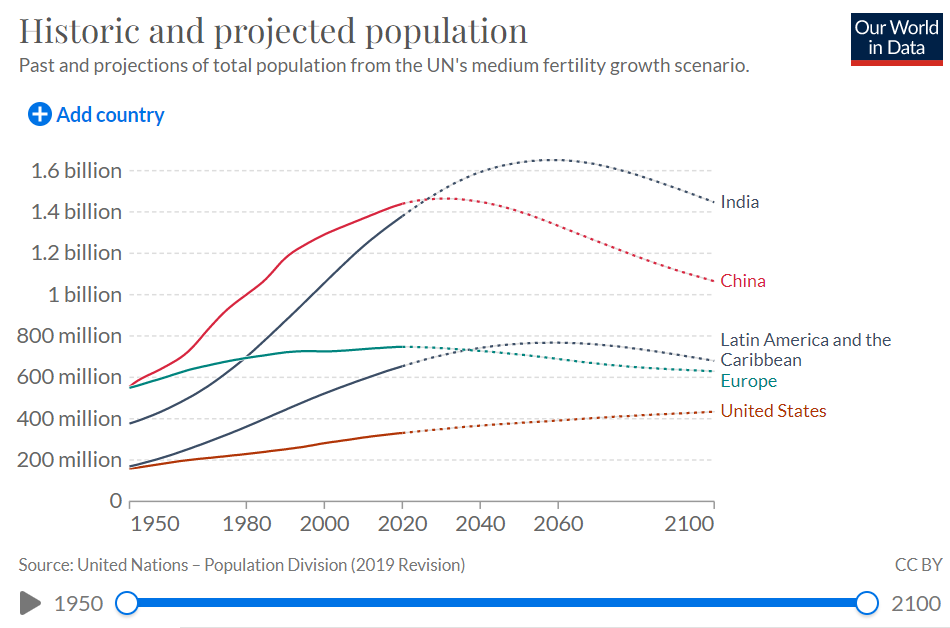 Historic and projected population
Our World
in Data
Past and projections of total population from the UN's medium fertility growth scenario.
Add country
1.6 billion
1.4 billion
1.2 billion
1 billion
800 million
600 million
400 million
200 million
0
India
China
Latin America and the
Caribbean
Europe
United States
1950 1980 2000 2020 2040 2060 2100
Source: United Nations – Population Division (2019 Revision) CC BY
1950 2100